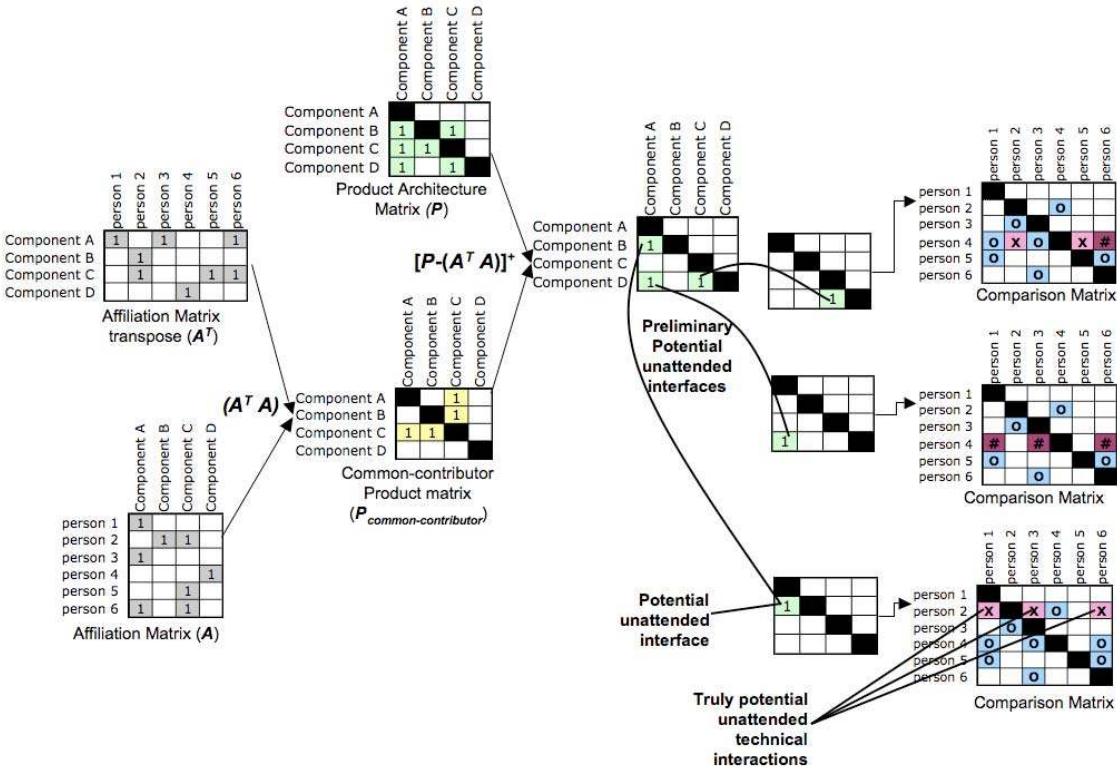 Component A
Component B
Component C
Component D
Component A
Component B 1 1
Component C 1 1
Component D 1 1
Product Architecture
Matrix (P)
person 1
person 2
person 3
person 4
person 5
person 6
Component A 1 1 1
Component B 1
Component C 1 1 1
Component D 1
Affiliation Matrix
transpose (Aᵀ)
Component A
Component B
Component C
Component D
person 1 1
person 2 1 1
person 3 1
person 4 1
person 5 1
person 6 1 1
Affiliation Matrix (A)
(Aᵀ A)
Component A
Component B
Component C
Component D
Component A 1
Component B 1
Component C 1 1
Component D
Common-contributor
Product matrix
(P common-contributor)
[P-(Aᵀ A)]⁺
Component A
Component B
Component C
Component D
Component A
Component B 1
Component C
Component D 1 1
Preliminary
Potential
unattended
interfaces
1
person 1
person 2
person 3
person 4
person 5
person 6
person 1
person 2 O
person 3 O
person 4 O X O X #
person 5 O O
person 6 O
Comparison Matrix
1
person 1
person 2
person 3
person 4
person 5
person 6
person 1
person 2 O
person 3 O
person 4 # # #
person 5 O O
person 6 O
Comparison Matrix
1
Potential
unattended
interface
person 1
person 2
person 3
person 4
person 5
person 6
person 1
person 2 X X O X
person 3 O
person 4 O O O
person 5 O O
person 6 O
Comparison Matrix
Truly potential
unattended
technical
interactions